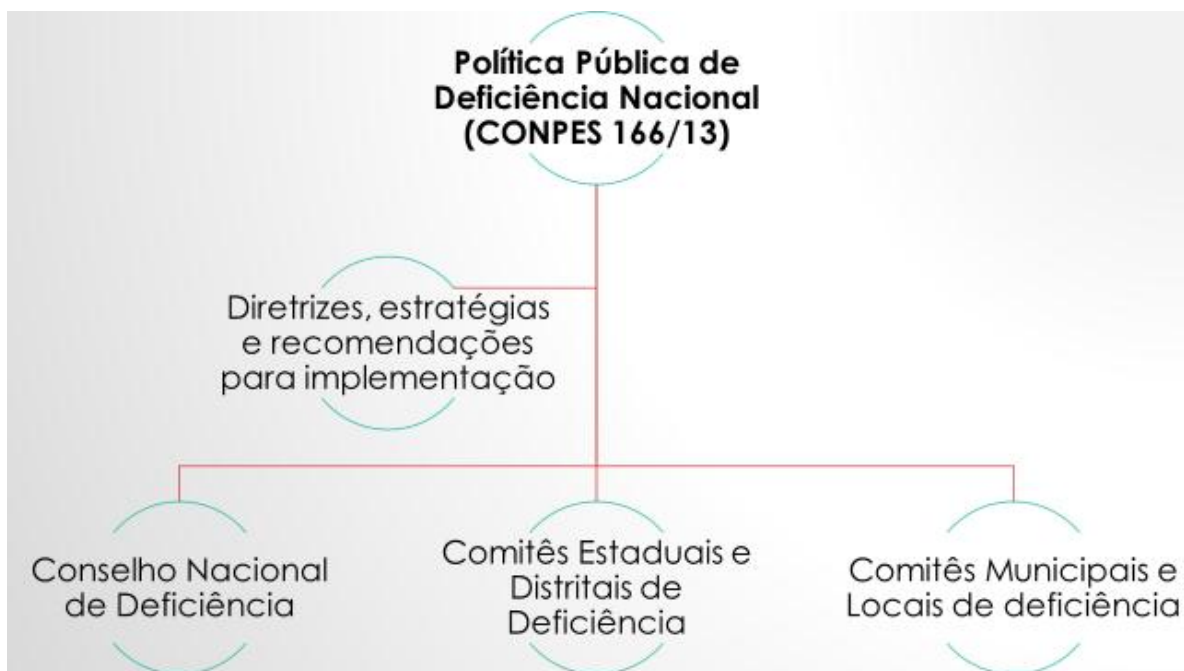 Política Pública de
Deficiência Nacional
(CONPES 166/13)
Diretrizes, estratégias
e recomendações
para implementação
Conselho Nacional
de Deficiência
Comitês Estaduais e
Distritais de
Deficiência
Comitês Municipais e
Locais de deficiência